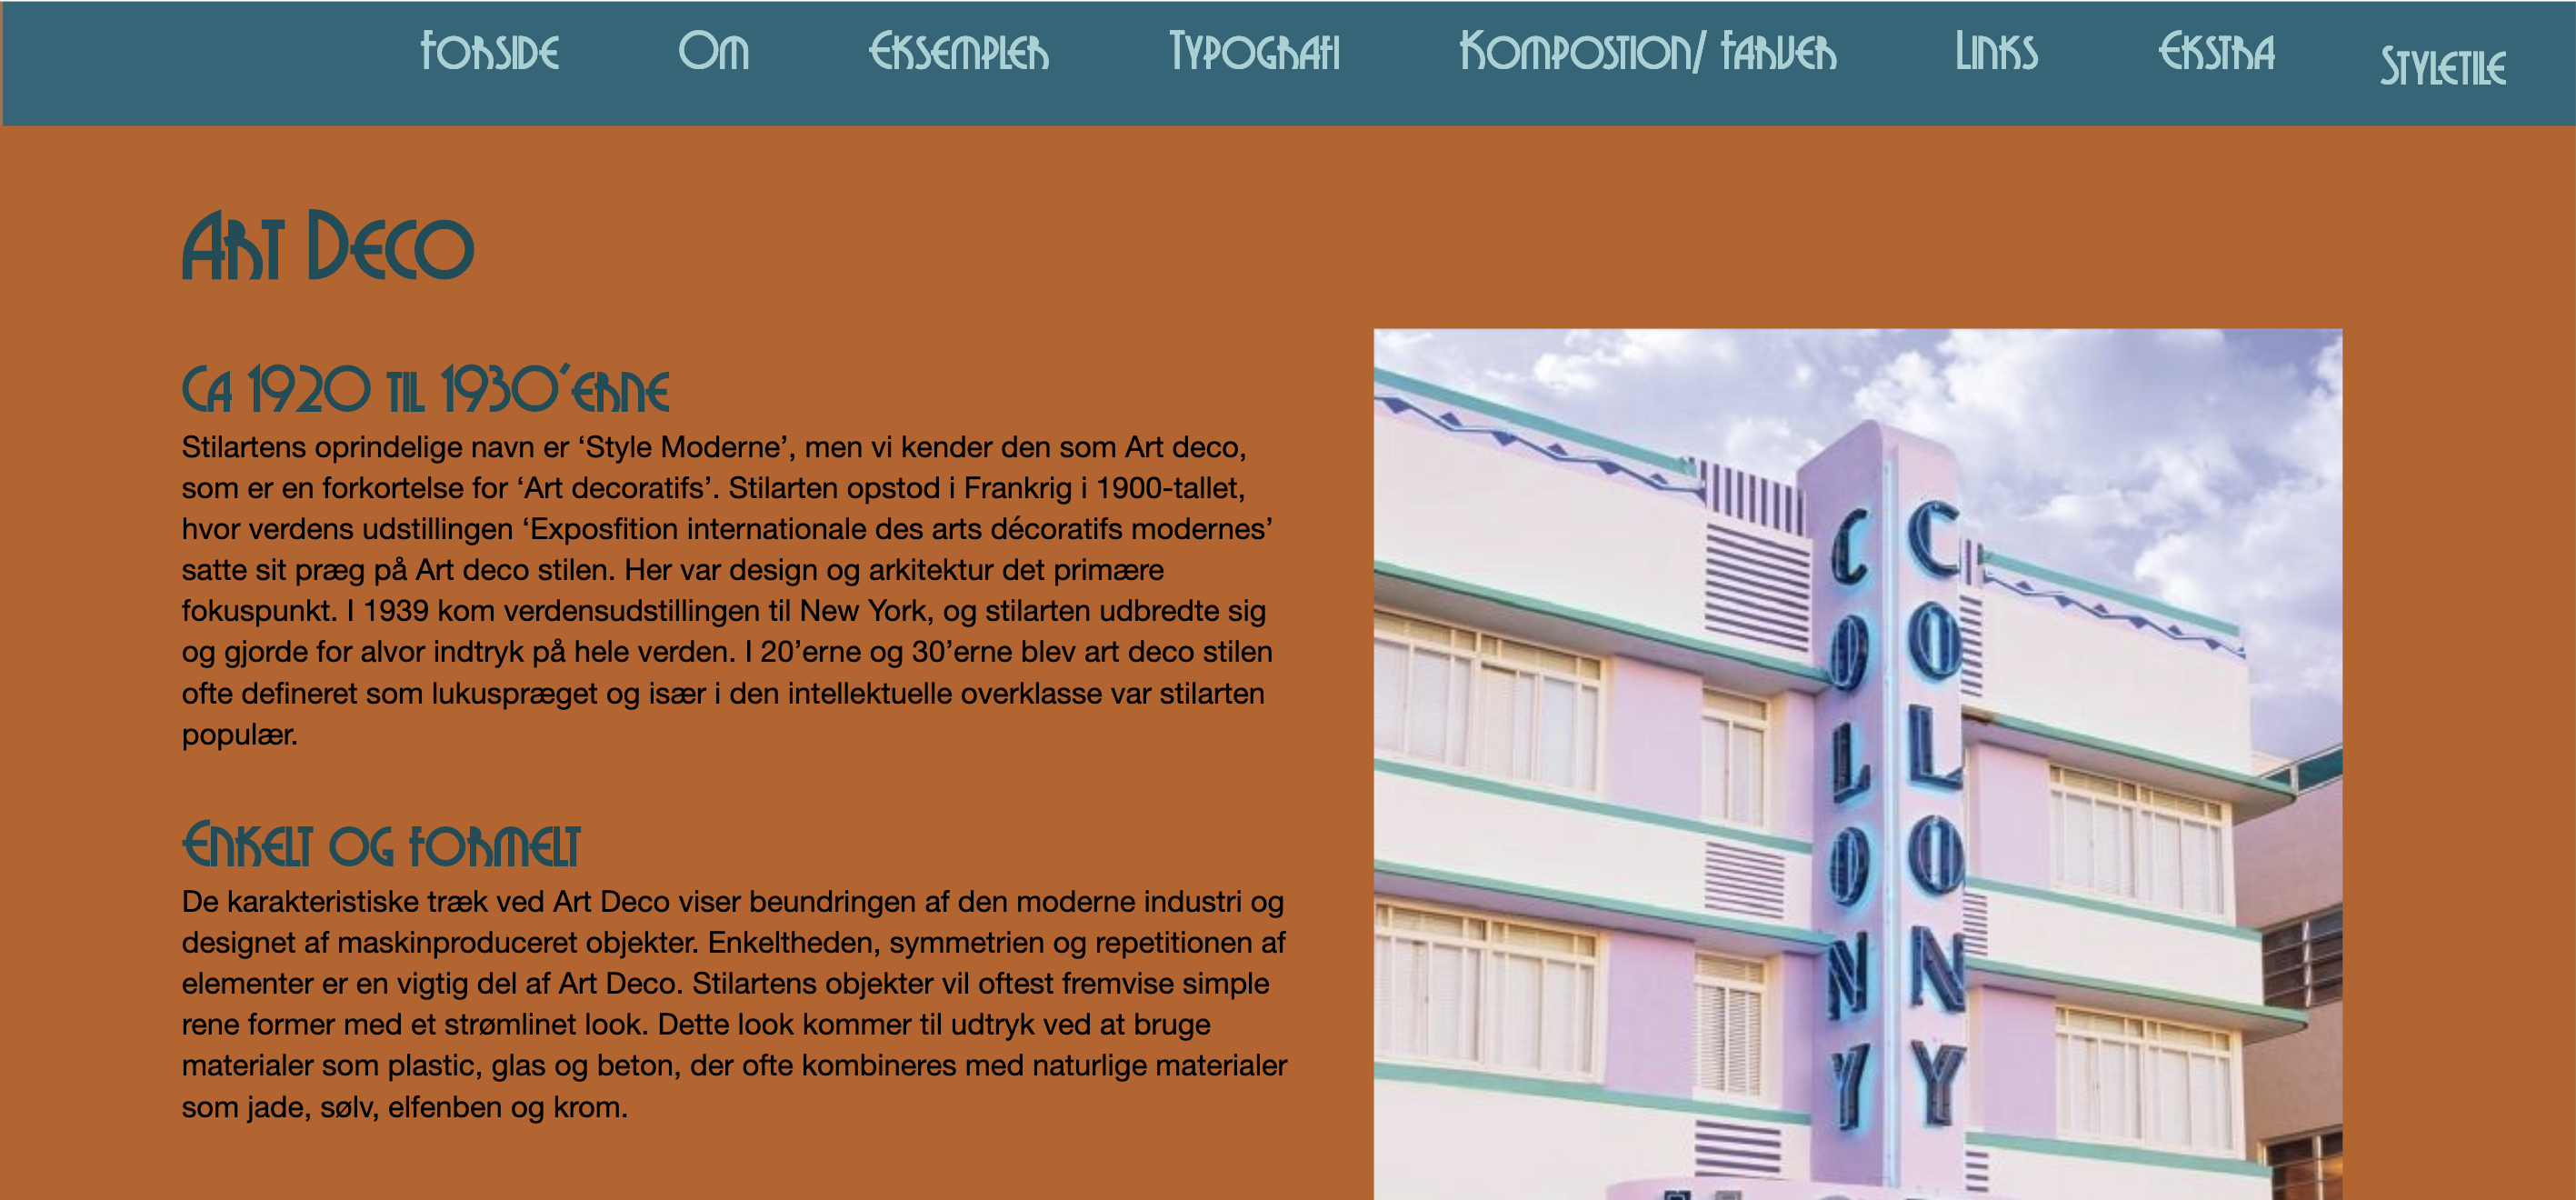 Forside Om Eksempler Typografi Kompostion/ Farver Links Ekstra Styletile
Art Deco
Ca 1920 til 1930'erne
Stilartens oprindelige navn er ‘Style Moderne’, men vi kender den som Art deco,
som er en forkortelse for ‘Art decoratifs’. Stilarten opstod i Frankrig i 1900-tallet,
hvor verdens udstillingen ‘Exposfition internationale des arts décoratifs modernes’
satte sit præg på Art deco stilen. Her var design og arkitektur det primære
fokuspunkt. I 1939 kom verdensudstillingen til New York, og stilarten udbredte sig
og gjorde for alvor indtryk på hele verden. I 20’erne og 30’erne blev art deco stilen
ofte defineret som lukuspræget og især i den intellektuelle overklasse var stilarten
populær.
Enkelt og formelt
De karakteristiske træk ved Art Deco viser beundringen af den moderne industri og
designet af maskinproduceret objekter. Enkeltheden, symmetrien og repetitionen af
elementer er en vigtig del af Art Deco. Stilartens objekter vil oftest fremvise simple
rene former med et strømlinet look. Dette look kommer til udtryk ved at bruge
materialer som plastic, glas og beton, der ofte kombineres med naturlige materialer
som jade, sølv, elfenben og krom.
COLONY
COLONY